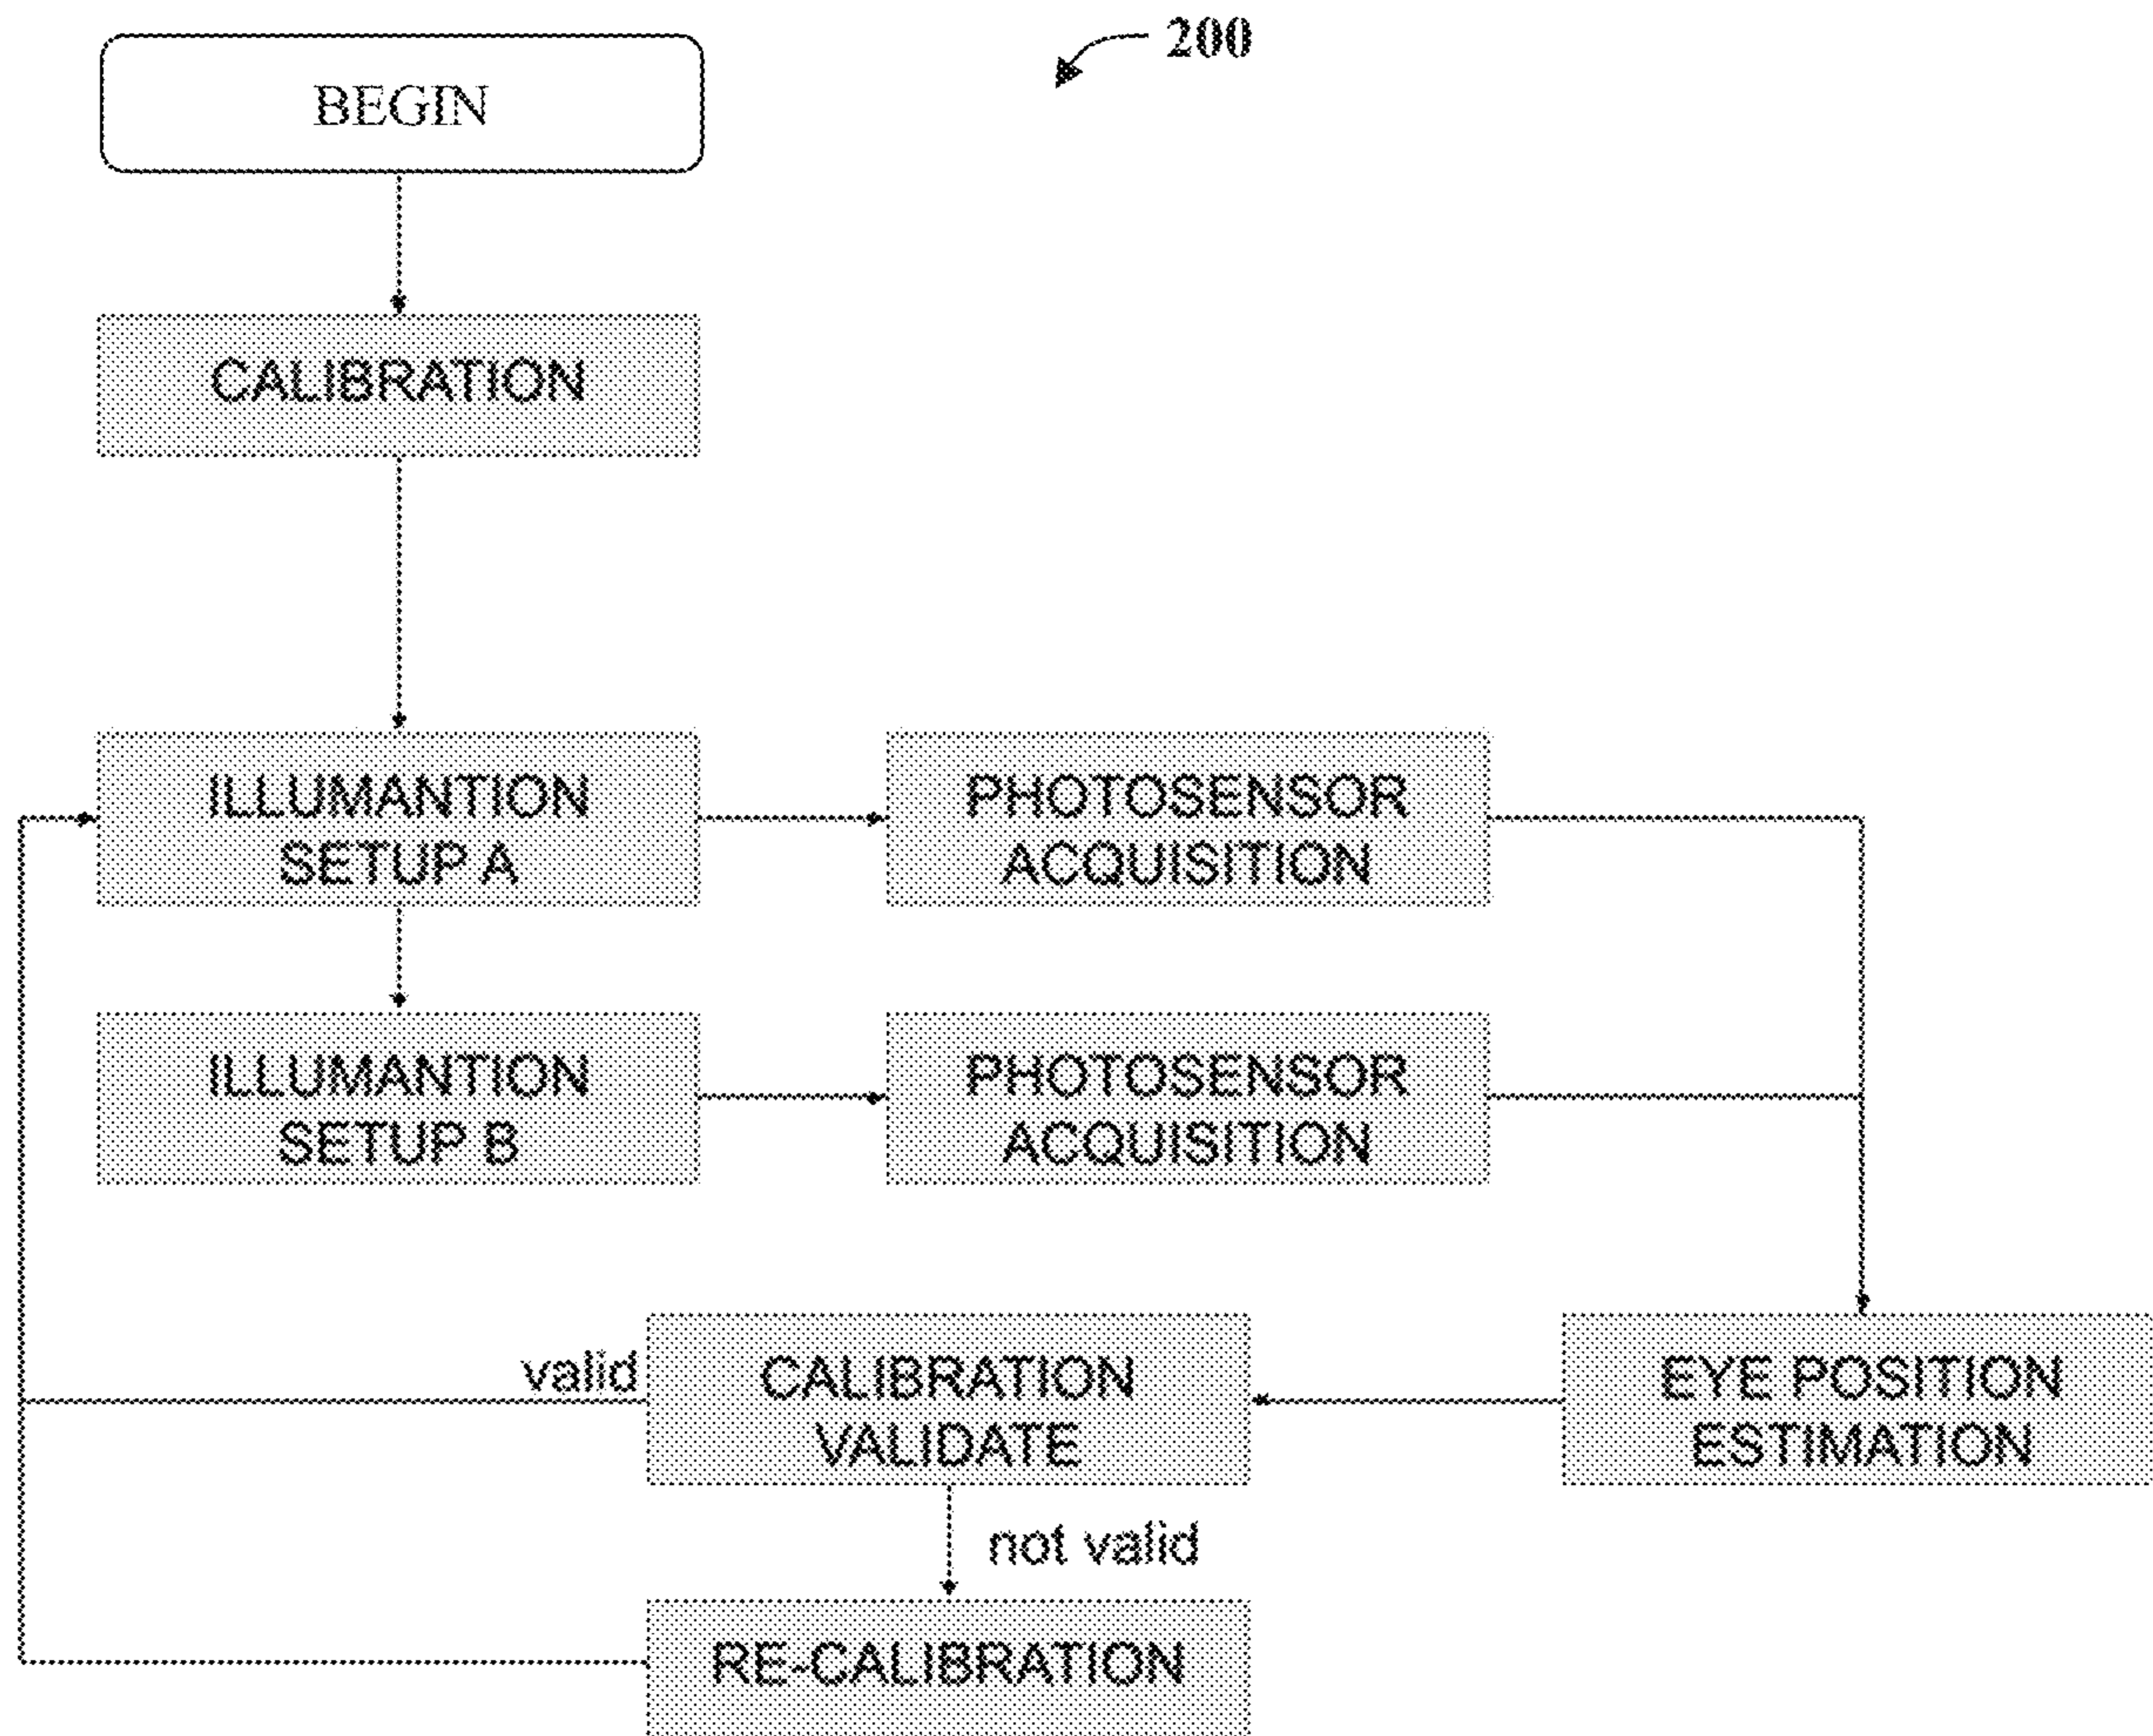 200
BEGIN
CALIBRATION
ILLUMANTION
SETUP A
PHOTOSENSOR
ACQUISITION
ILLUMANTION
SETUP B
PHOTOSENSOR
ACQUISITION
valid
CALIBRATION
VALIDATE
EYE POSITION
ESTIMATION
not valid
RE-CALIBRATION